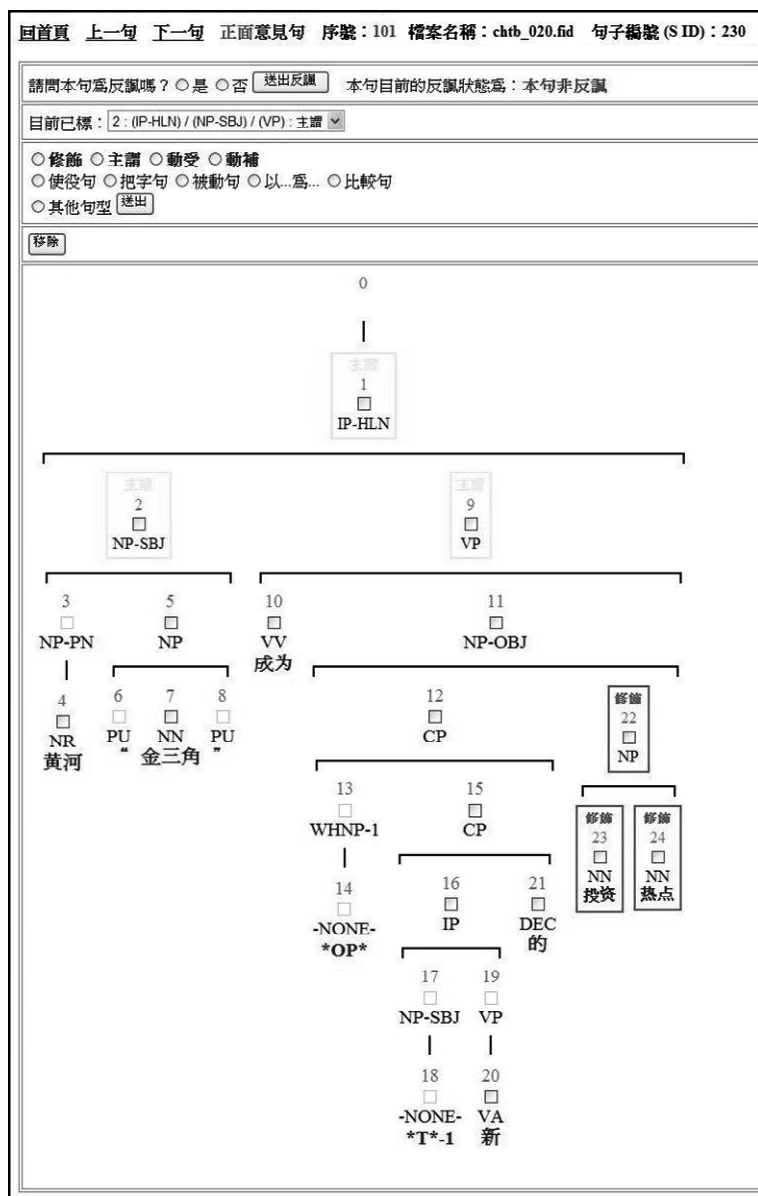 回首頁 上一句 下一句 正面意見句 序號：101 檔案名稱：chtb_020.fid 句子編號 (S ID)：230
請問本句為反諷嗎？ 是 否 送出反諷 本句目前的反諷狀態為：本句非反諷
目前已標： 2 : (IP-HLN) / (NP-SBJ) / (VP) : 主謂
修飾 主謂 動受 動補
使役句 把字句 被動句 以...為... 比較句
其他句型 送出
移除
0
主謂
1
IP-HLN
主謂 主謂
2 9
NP-SBJ VP
3 5 10 11
NP-PN NP VV NP-OBJ
成为
4 6 7 8 12 修飾
NR PU NN PU CP 22
黄河 “ 金三角 ” NP
13 15 修飾 修飾
WHNP-1 CP 23 24
NN NN
投资 热点
14 16 21
-NONE- IP DEC
*OP* 的
17 19
NP-SBJ VP
18 20
-NONE- VA
*T*-1 新